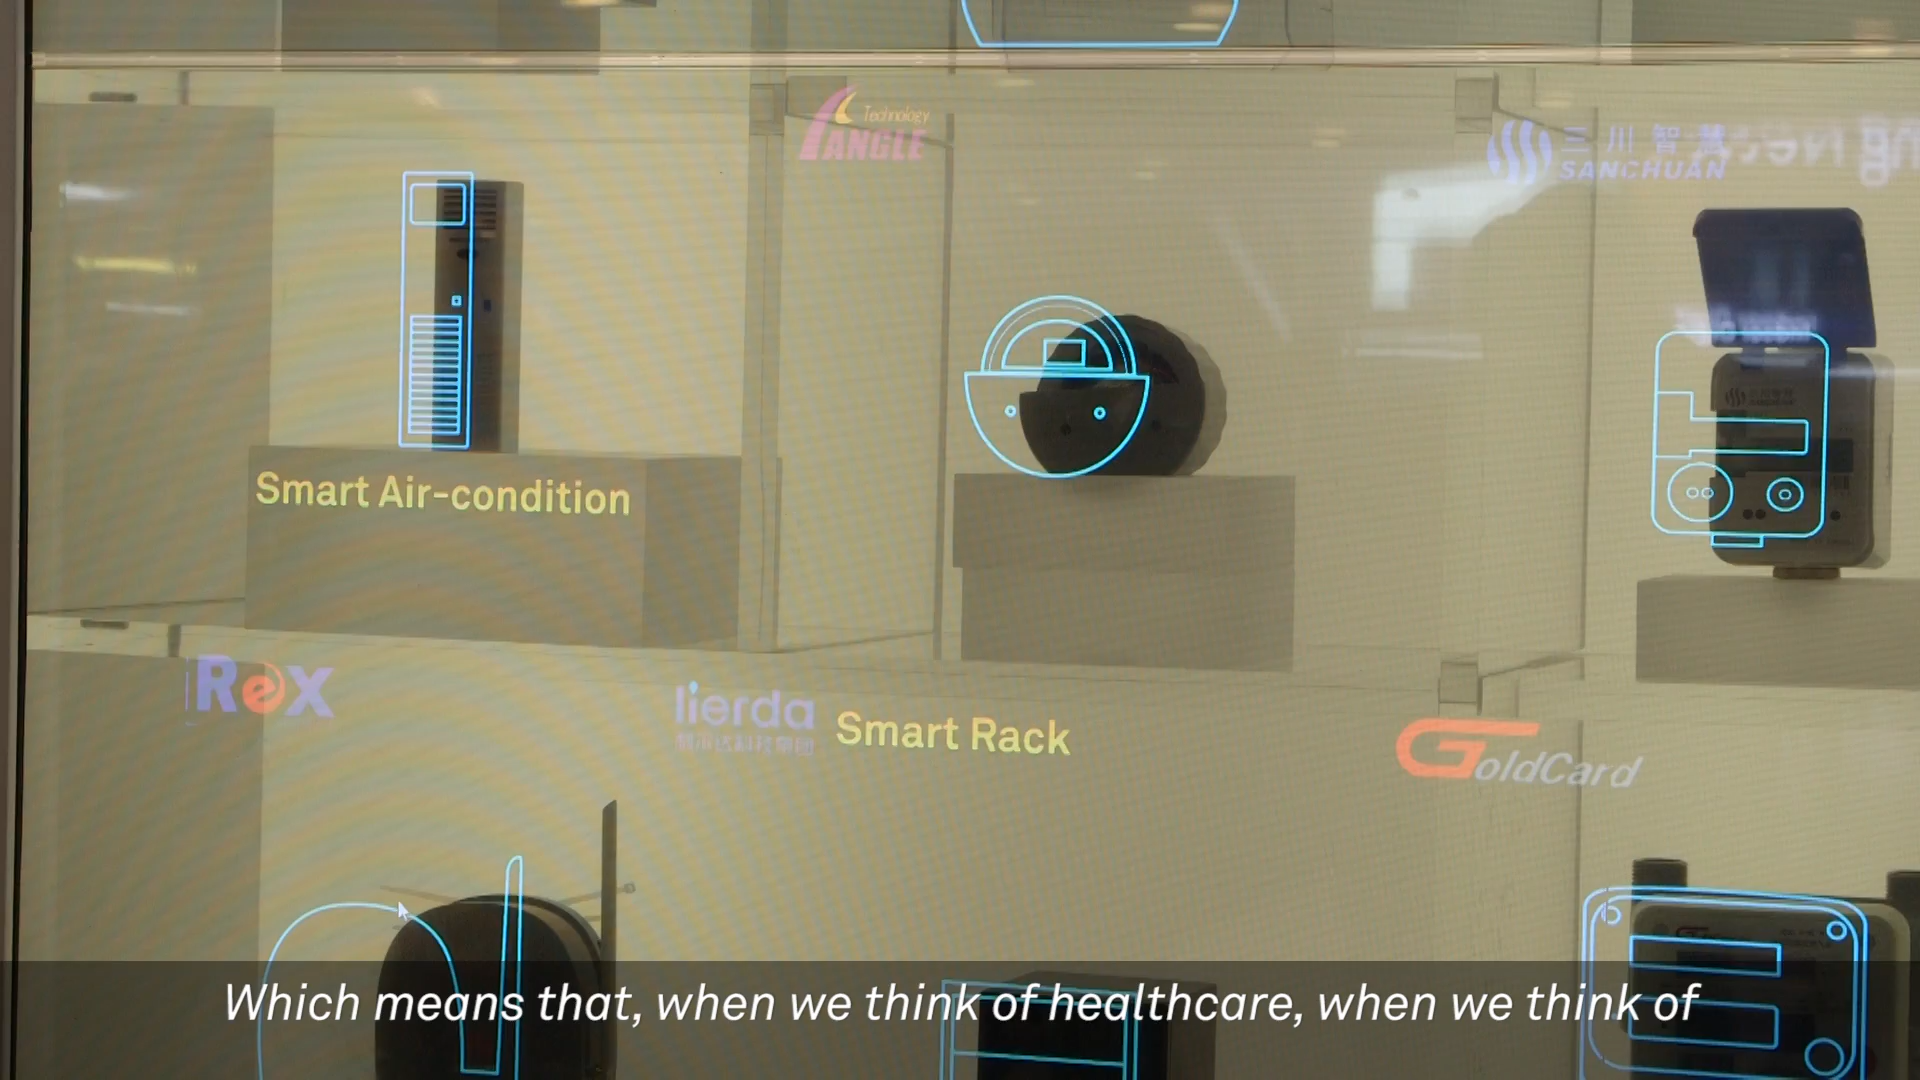 Technology
ANGLE
三川智慧
SANCHUAN
Smart Air-condition
Rex
lierda
Smart Rack
GoldCard
Which means that, when we think of healthcare, when we think of